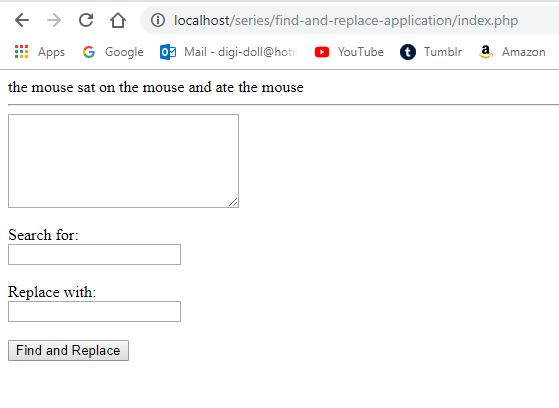 localhost/series/find-and-replace-application/index.php
Apps Google Mail - digi-doll@hotm YouTube Tumblr Amazon
the mouse sat on the mouse and ate the mouse
Search for:
Replace with:
Find and Replace